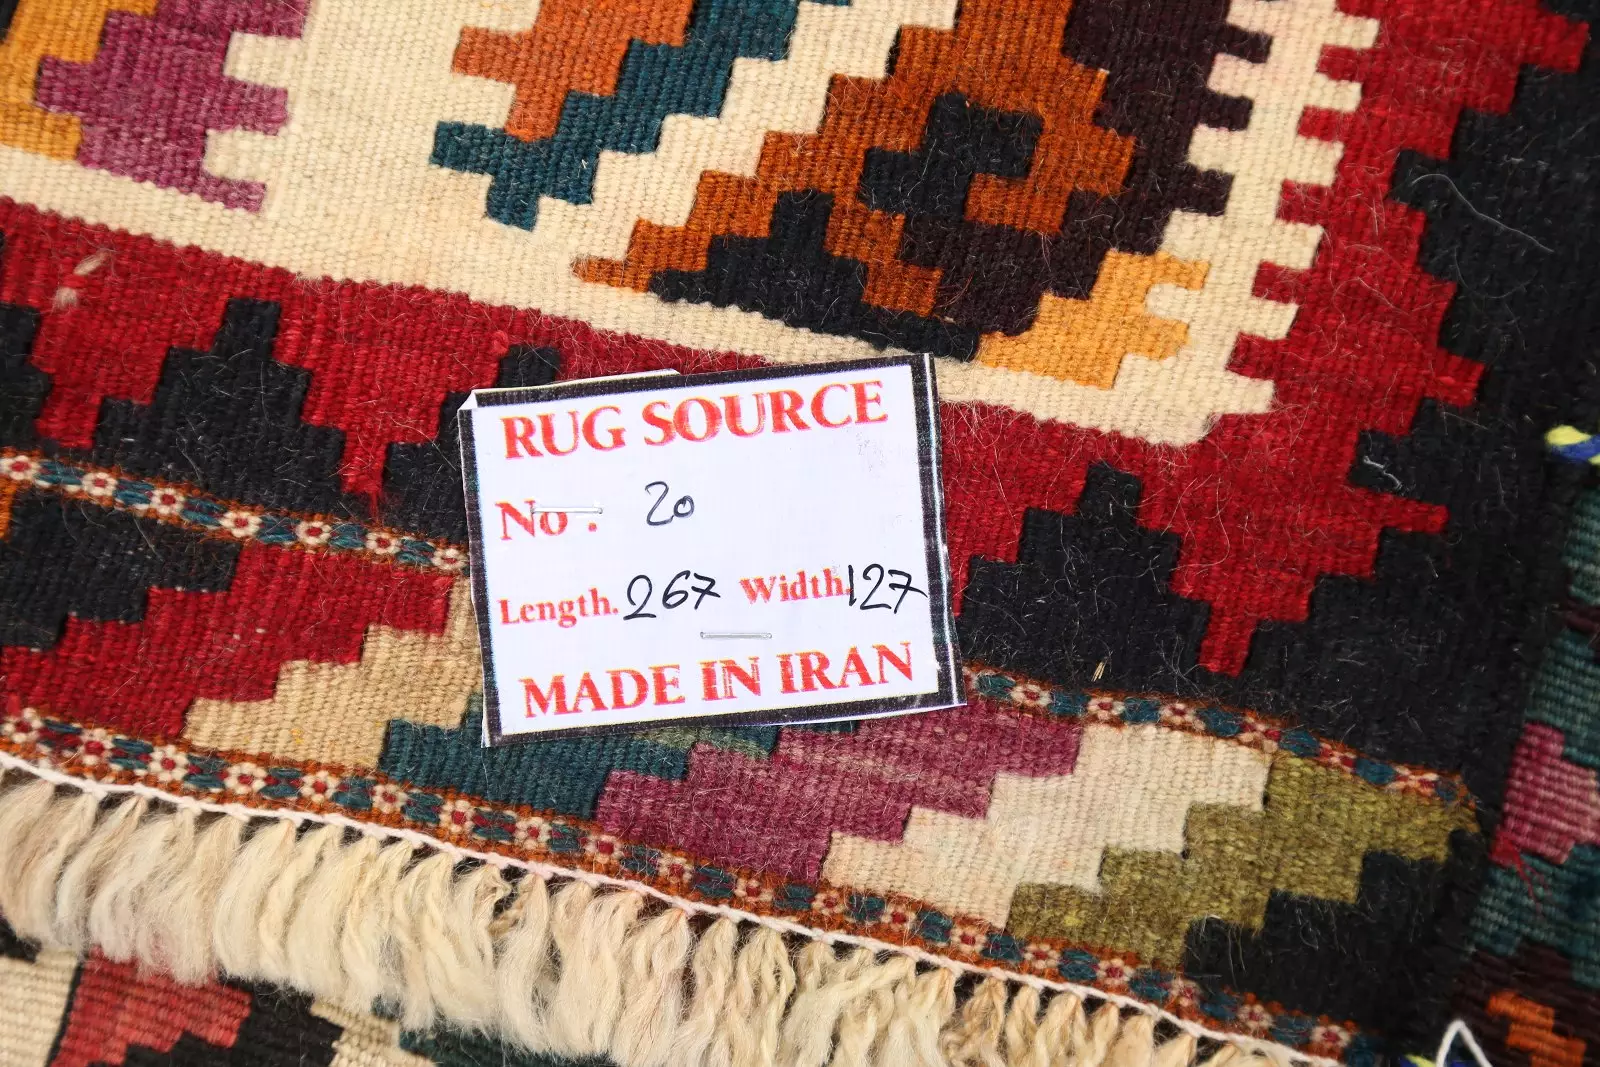 RUG SOURCE
No. 20
Length. 267 Width. 127
MADE IN IRAN